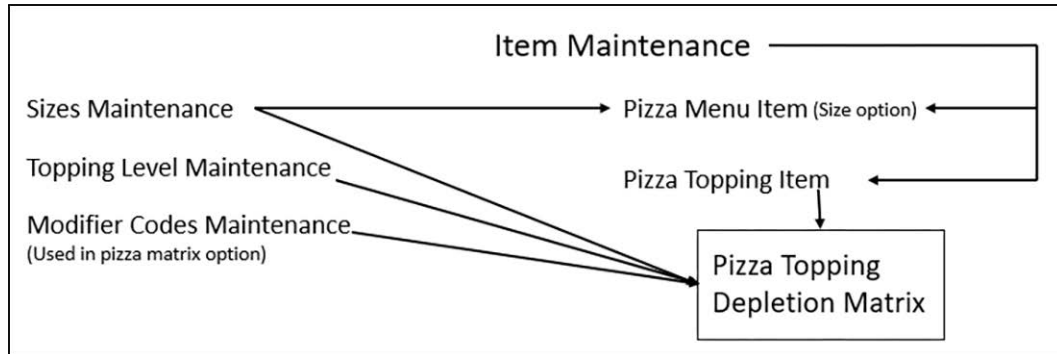 Item Maintenance
Sizes Maintenance
Pizza Menu Item (Size option)
Topping Level Maintenance
Pizza Topping Item
Modifier Codes Maintenance
(Used in pizza matrix option)
Pizza Topping
Depletion Matrix